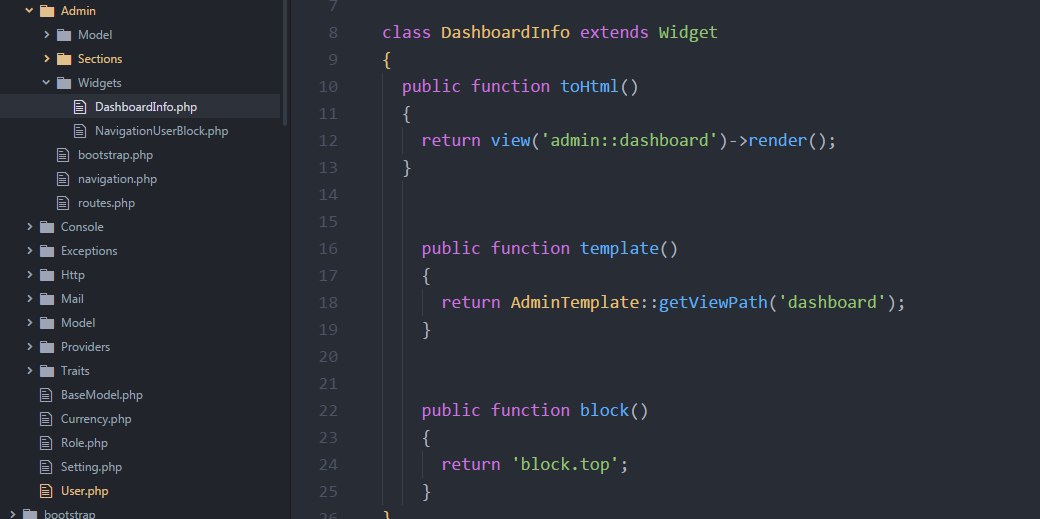 Admin
Model
Sections
Widgets
DashboardInfo.php
NavigationUserBlock.php
bootstrap.php
navigation.php
routes.php
Console
Exceptions
Http
Mail
Model
Providers
Traits
BaseModel.php
Currency.php
Role.php
Setting.php
User.php
bootstrap
7
8 class DashboardInfo extends Widget
9 {
10 public function toHtml()
11 {
12 return view('admin::dashboard')->render();
13 }
14
15
16 public function template()
17 {
18 return AdminTemplate::getViewPath('dashboard');
19 }
20
21
22 public function block()
23 {
24 return 'block.top';
25 }
26 }